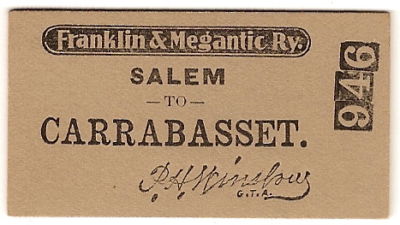 Franklin & Megantic Ry.
SALEM
— TO —
CARRABASSET.
P.H. Winslow
G.T.A.
946